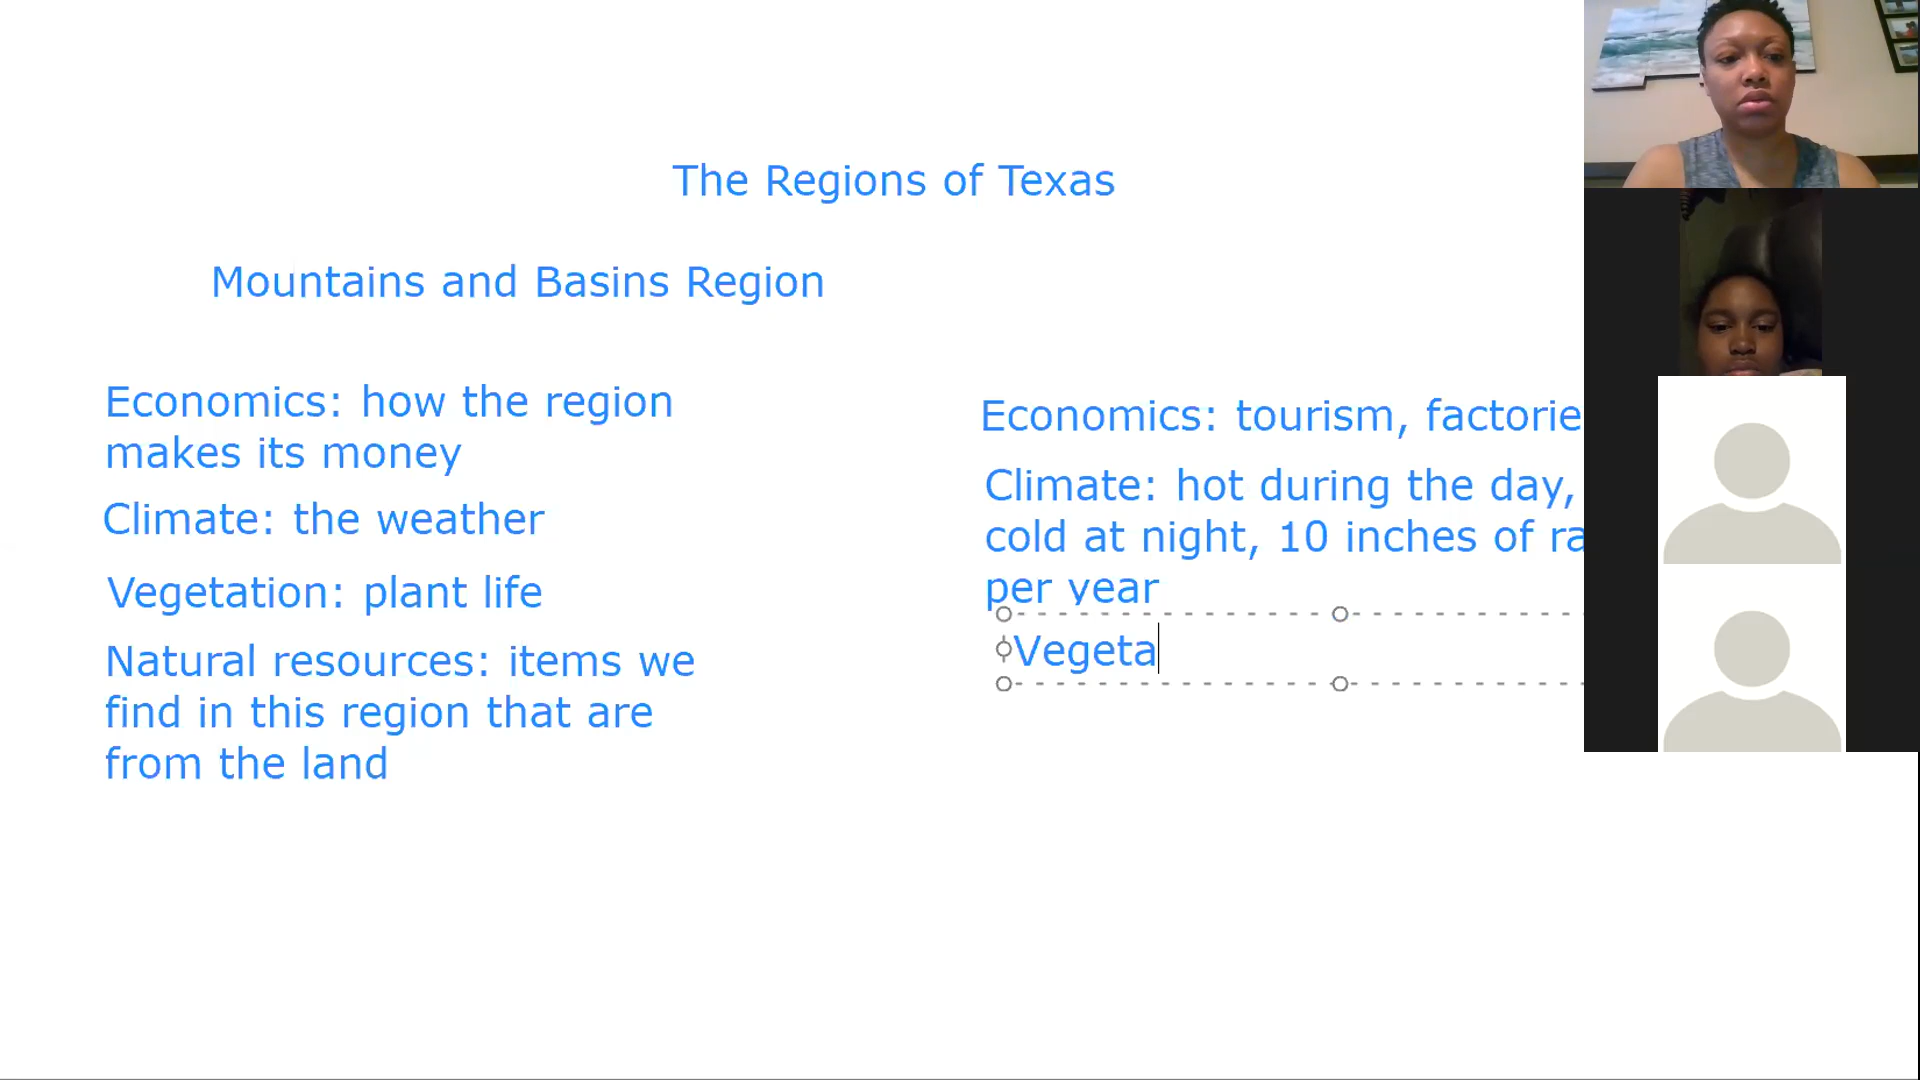 The Regions of Texas
Mountains and Basins Region
Economics: how the region
makes its money
Climate: the weather
Vegetation: plant life
Natural resources: items we
find in this region that are
from the land
Economics: tourism, factorie
Climate: hot during the day,
cold at night, 10 inches of ra
per year
Vegeta